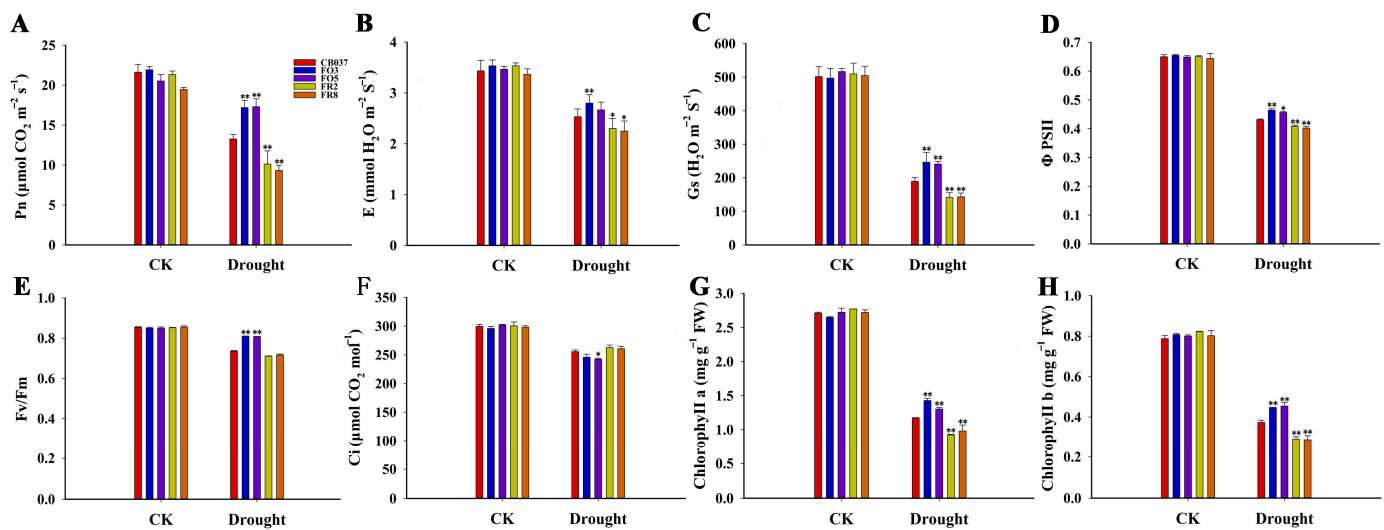 A
Pn (μmol CO₂ m⁻² S⁻¹)
25
20
15
10
5
0
CB037
FO3
FO5
FR2
FR8
** **
**
**
CK Drought
B
E (mmol H₂O m⁻² S⁻¹)
4
3
2
1
0
**
*
*
CK Drought
C
Gs (H₂O m⁻² S⁻¹)
600
500
400
300
200
100
0
**
**
** **
CK Drought
D
Φ PSII
0.7
0.6
0.5
0.4
0.3
0.2
0.1
0.0
**
*
** **
CK Drought
E
Fv/Fm
1.0
0.8
0.6
0.4
0.2
0.0
** **
CK Drought
F
Ci (μmol CO₂ mol⁻¹)
350
300
250
200
150
100
50
0
*
CK Drought
G
ChlorophyII a (mg g⁻¹ FW)
3.0
2.5
2.0
1.5
1.0
0.5
0.0
**
**
**
**
CK Drought
H
ChlorophyII b (mg g⁻¹ FW)
1.0
0.8
0.6
0.4
0.2
0.0
** **
** **
CK Drought